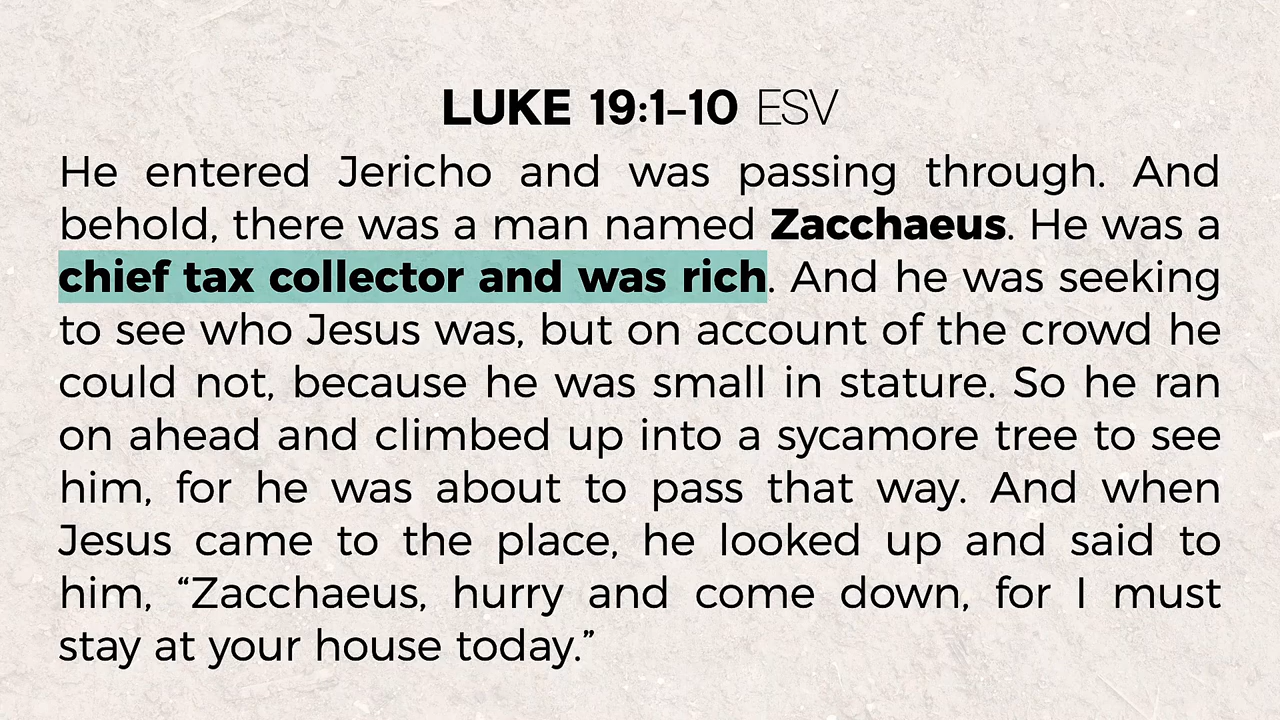 LUKE 19:1–10 ESV
He entered Jericho and was passing through. And
behold, there was a man named Zacchaeus. He was a
chief tax collector and was rich. And he was seeking
to see who Jesus was, but on account of the crowd he
could not, because he was small in stature. So he ran
on ahead and climbed up into a sycamore tree to see
him, for he was about to pass that way. And when
Jesus came to the place, he looked up and said to
him, “Zacchaeus, hurry and come down, for I must
stay at your house today.”